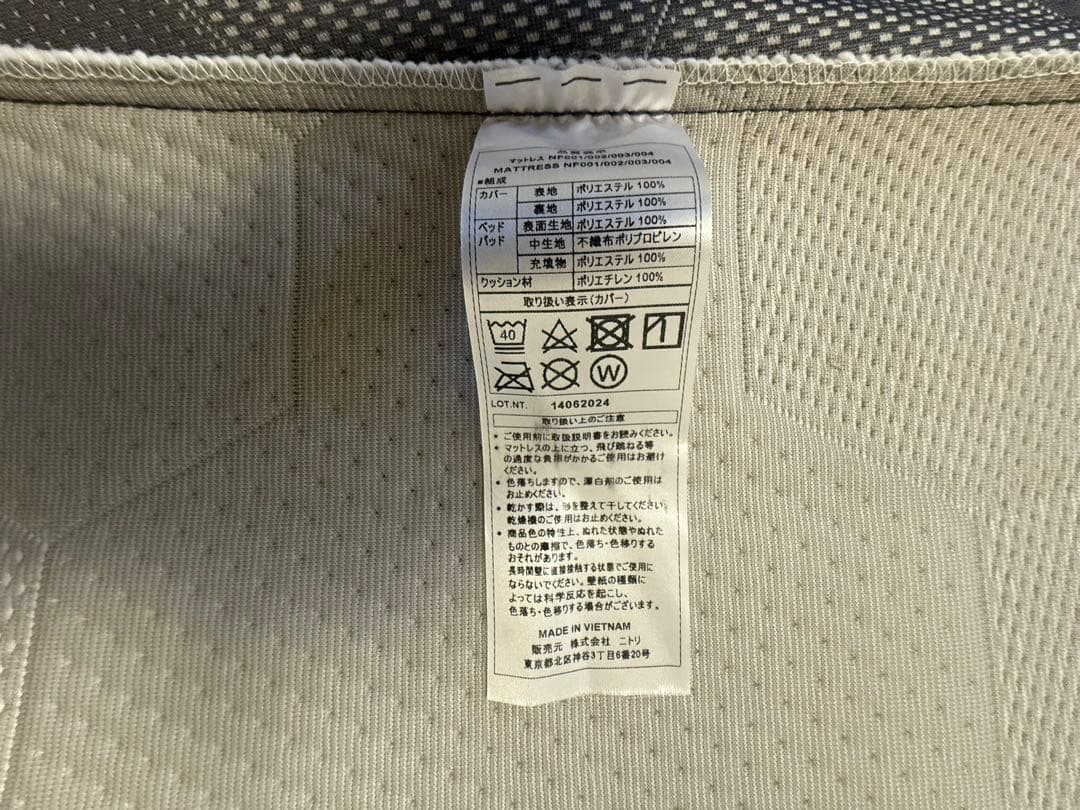 品質表示
マットレス NF001/002/003/004
MATTRESS NF001/002/003/004
■組成
カバー 表地 ポリエステル 100%
裏地 ポリエステル 100%
ベッドパッド 表面生地 ポリエステル 100%
中生地 不織布ポリプロピレン
充填物 ポリエステル 100%
クッション材 ポリエチレン 100%
取り扱い表示(カバー)
40
W
LOT.NT. 14062024
取り扱い上のご注意
• ご使用前に取扱説明書をお読みください。
• マットレスの上に立つ、飛び跳ねる等
の過度な負荷がかかるご使用はお避け
ください。
• 色落ちしますので、漂白剤のご使用は
お止めください。
• 乾かす際は、形を整えて干してください。
乾燥機のご使用はお止めください。
• 商品色の特性上、ぬれた状態やぬれた
ものとの摩擦で、色落ち・色移りする
おそれがあります。
長時間壁に直接接触する状態でご使用に
ならないでください。壁紙の種類に
よっては科学反応を起こし、
色落ち・色移りする場合がございます。
MADE IN VIETNAM
販売元 株式会社 ニトリ
東京都北区神谷3丁目6番20号